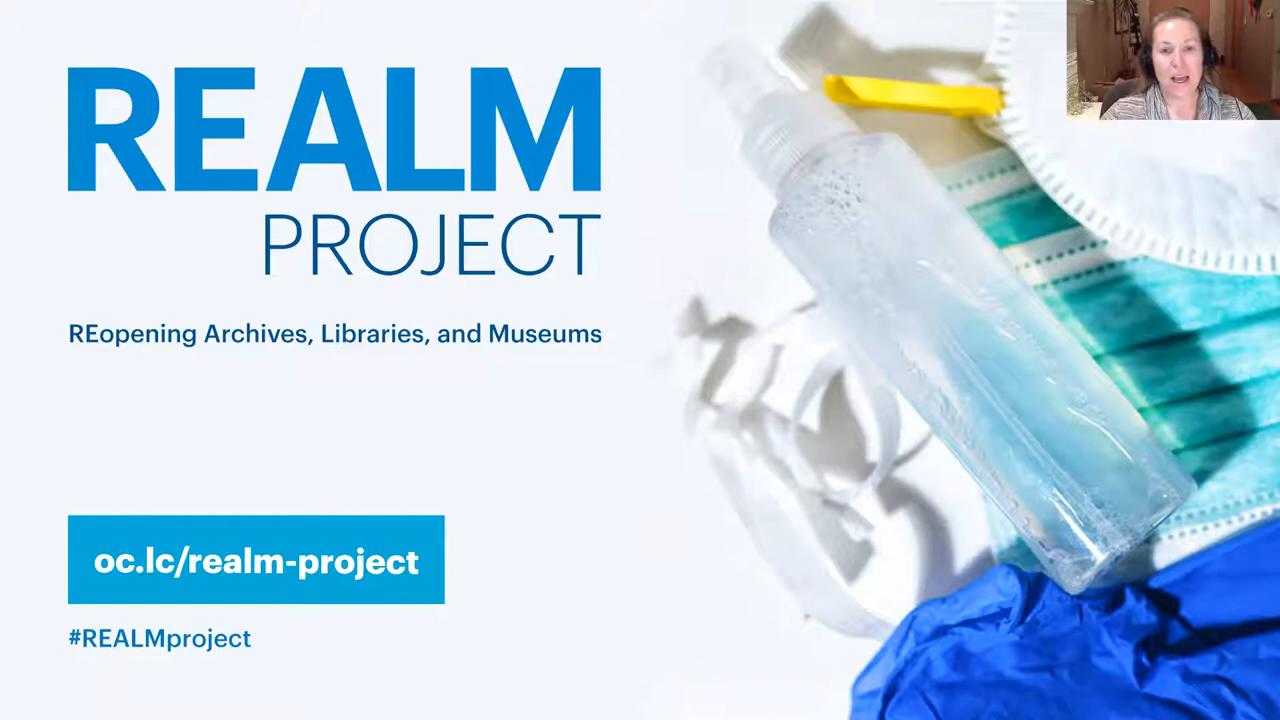 REALM
PROJECT
REopening Archives, Libraries, and Museums
oc.lc/realm-project
#REALMproject